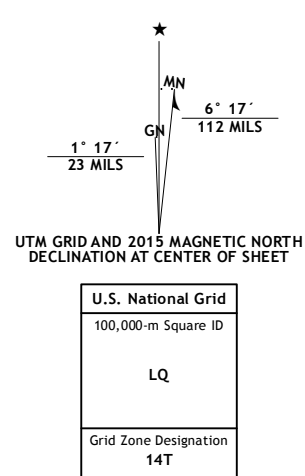 ★
MN
GN
6° 17´
112 MILS
1° 17´
23 MILS
UTM GRID AND 2015 MAGNETIC NORTH
DECLINATION AT CENTER OF SHEET
U.S. National Grid
100,000-m Square ID
LQ
Grid Zone Designation
14T